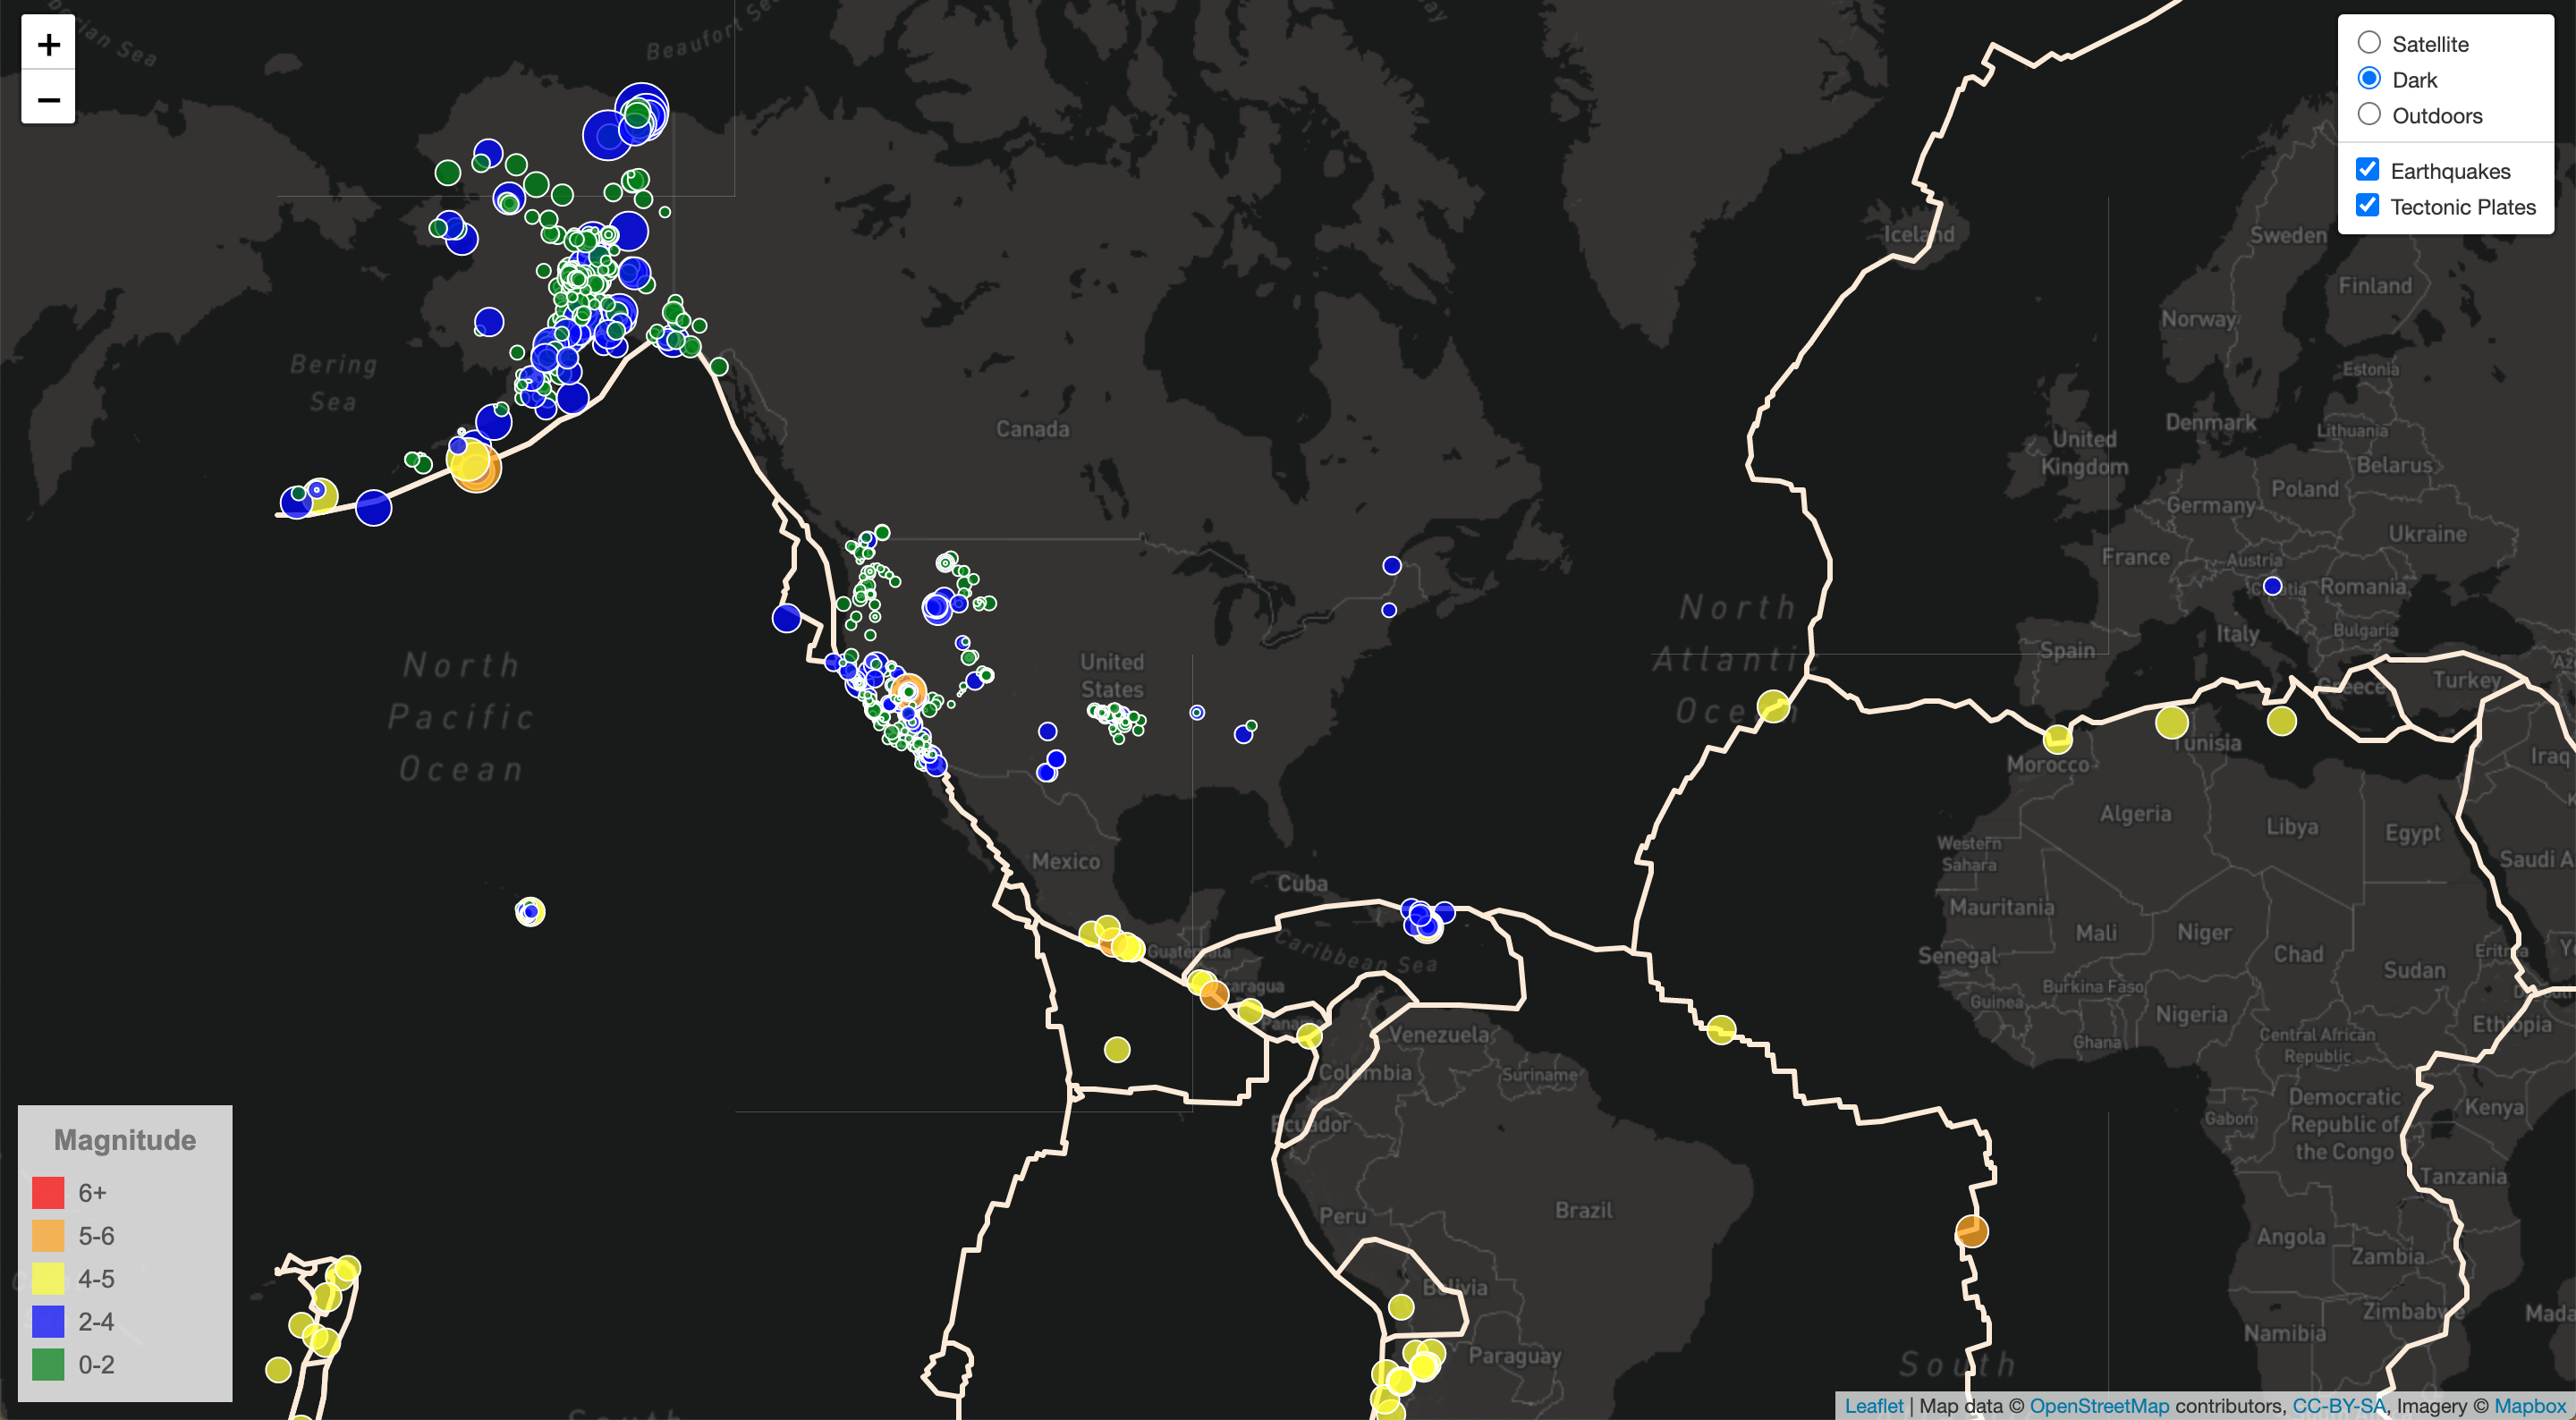 +
−
Beaufort
Satellite
Dark
Outdoors
Earthquakes
Tectonic Plates
Iceland
Sweden
Finland
Norway
Estonia
Denmark
Lithuania
United
Kingdom
Belarus
Poland
Germany
Ukraine
France
Austria
Romania
Italy
Bulgaria
Spain
Greece
Turkey
Bering
Sea
Canada
North
Pacific
Ocean
United
States
North
Atlantic
Ocean
Tunisia
Morocco
Iraq
Algeria
Libya
Egypt
Western
Sahara
Saudi A
Mexico
Cuba
Mauritania
Mali
Niger
Chad
Sudan
Senegal
Burkina Faso
Guinea
Nigeria
Ghana
Central African
Republic
Ethiopia
Caribbean Sea
Venezuela
Colombia
Suriname
Ecuador
Democratic
Republic of
the Congo
Gabon
Kenya
Tanzania
Peru
Brazil
Angola
Zambia
Bolivia
Zimbabwe
Namibia
Mada
Paraguay
South
South
Magnitude
6+
5-6
4-5
2-4
0-2
Leaflet | Map data © OpenStreetMap contributors, CC-BY-SA, Imagery © Mapbox